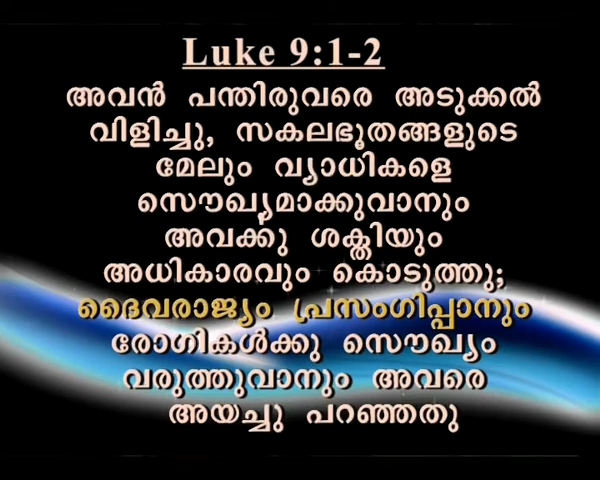 Luke 9:1-2
അവൻ പന്തിരുവരെ അടുക്കൽ
വിളിച്ചു, സകലഭൂതങ്ങളുടെ
മേലും വ്യാധികളെ
സൌഖ്യമാക്കുവാനും
അവൎക്കു ശക്തിയും
അധികാരവും കൊടുത്തു;
ദൈവരാജ്യം പ്രസംഗിപ്പാനും
രോഗികൾക്കു സൌഖ്യം
വരുത്തുവാനും അവരെ
അയച്ചു പറഞ്ഞതു